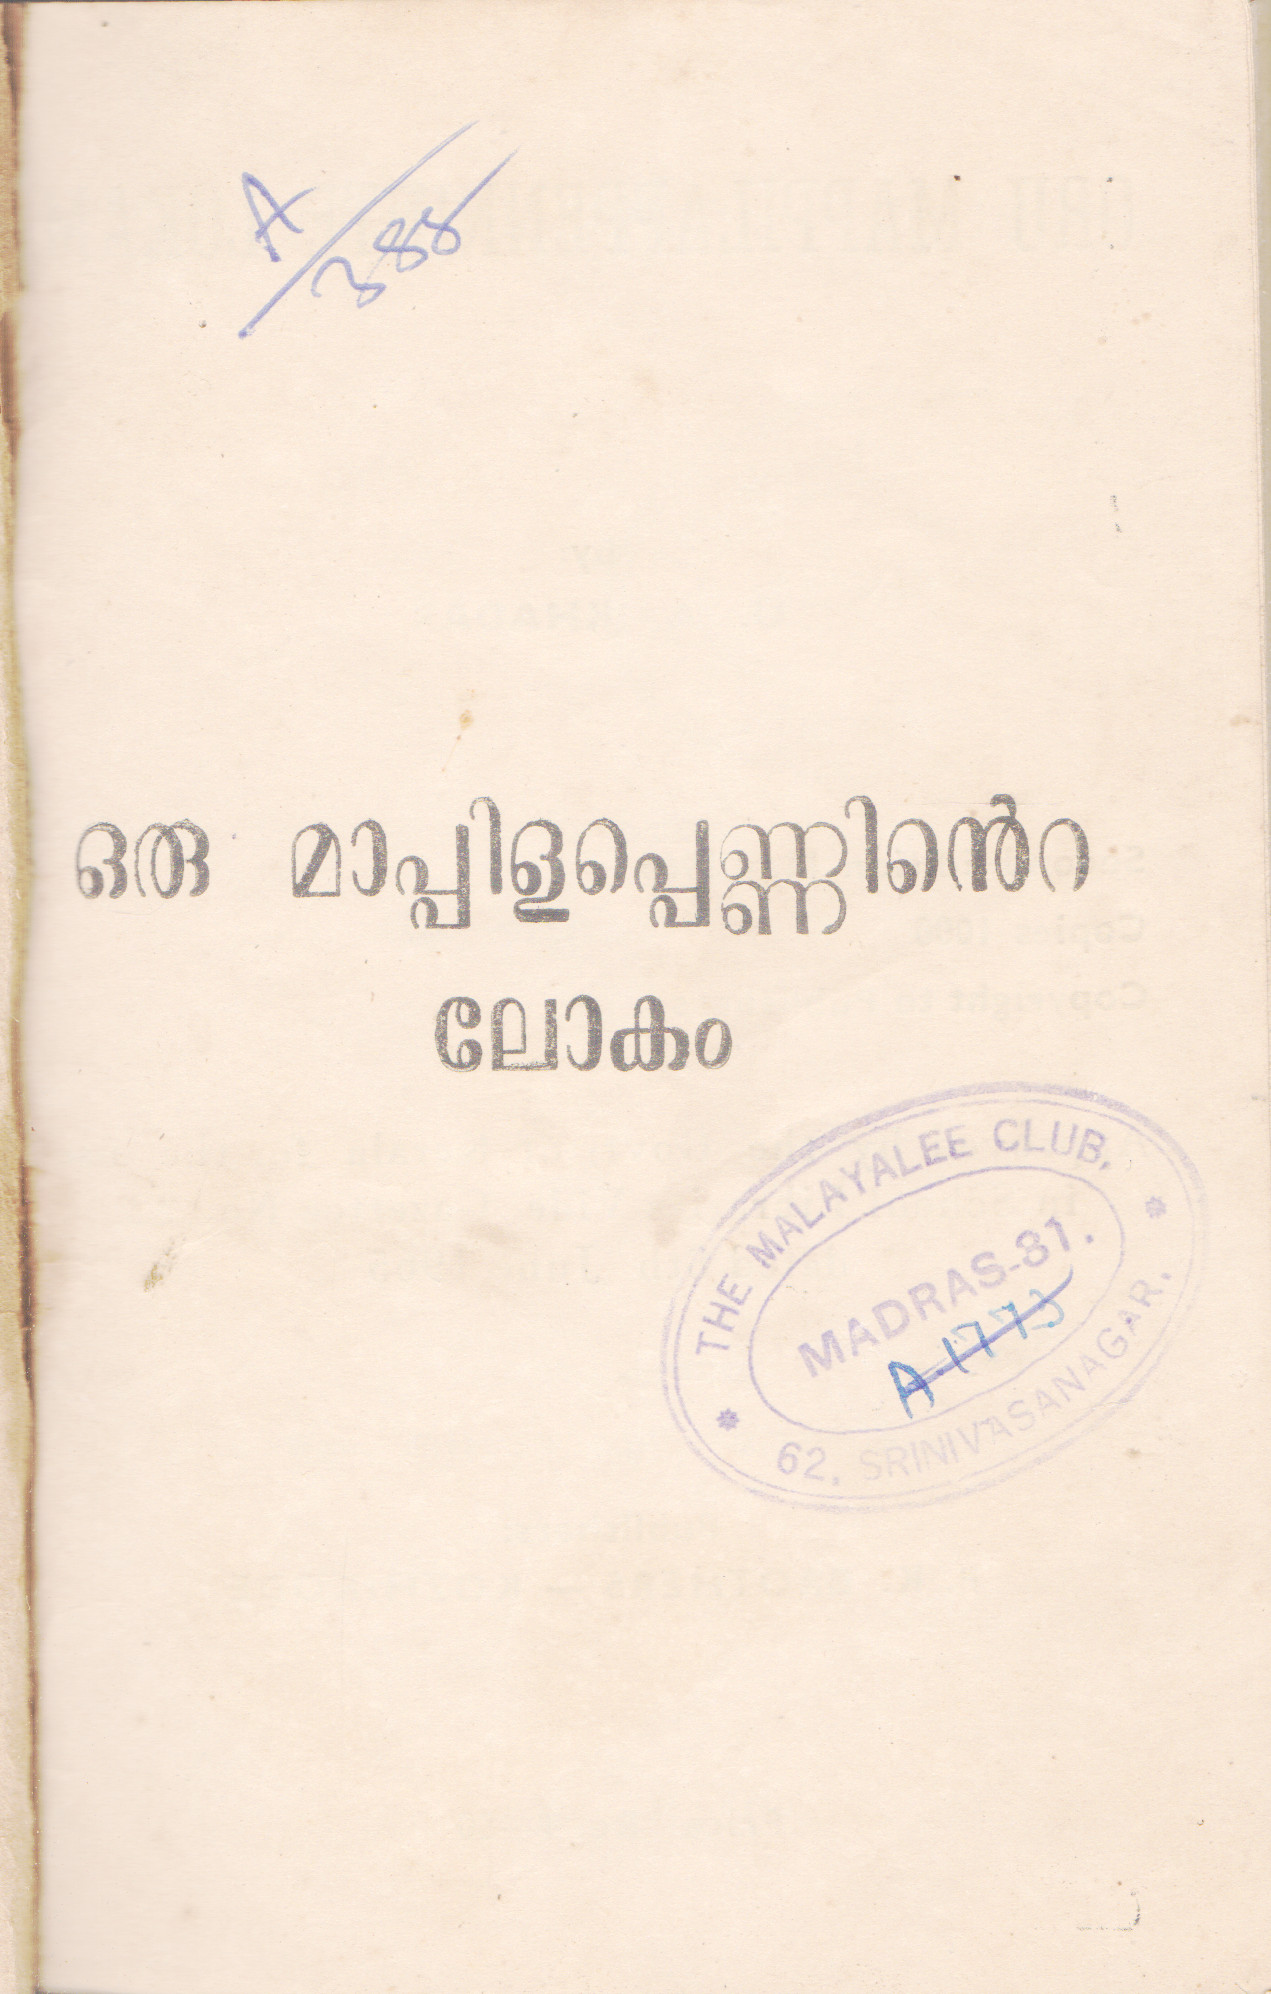 A/388
ഒരു മാപ്പിളപ്പെണ്ണിൻെറ
ലോകം
THE MALAYALEE CLUB,
MADRAS-81.
A.1773
62, SRINIVASANAGAR.